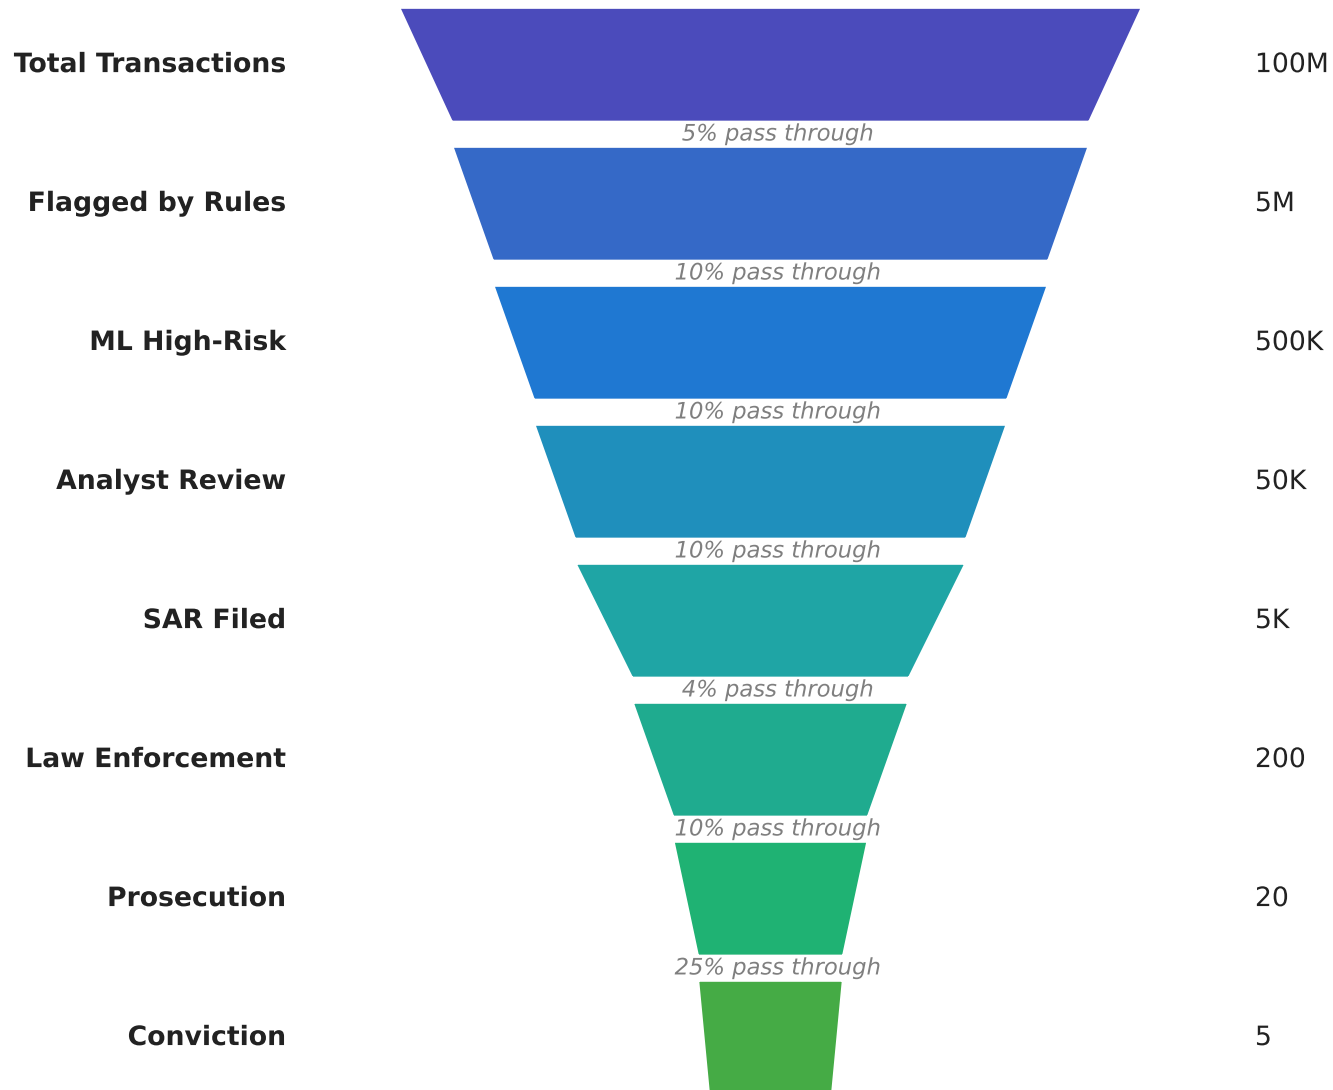 Total Transactions 100M
5% pass through
Flagged by Rules 5M
10% pass through
ML High-Risk 500K
10% pass through
Analyst Review 50K
10% pass through
SAR Filed 5K
4% pass through
Law Enforcement 200
10% pass through
Prosecution 20
25% pass through
Conviction 5